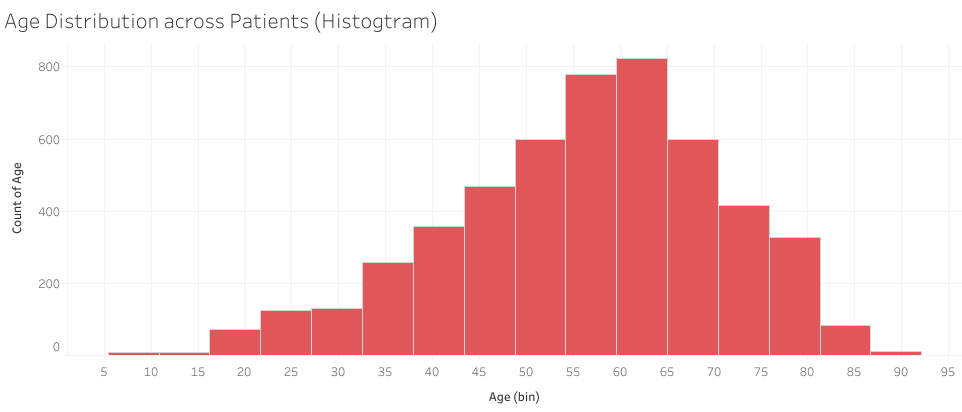 Age Distribution across Patients (Histogtram)
800
600
400
200
0
Count of Age
5 10 15 20 25 30 35 40 45 50 55 60 65 70 75 80 85 90 95
Age (bin)